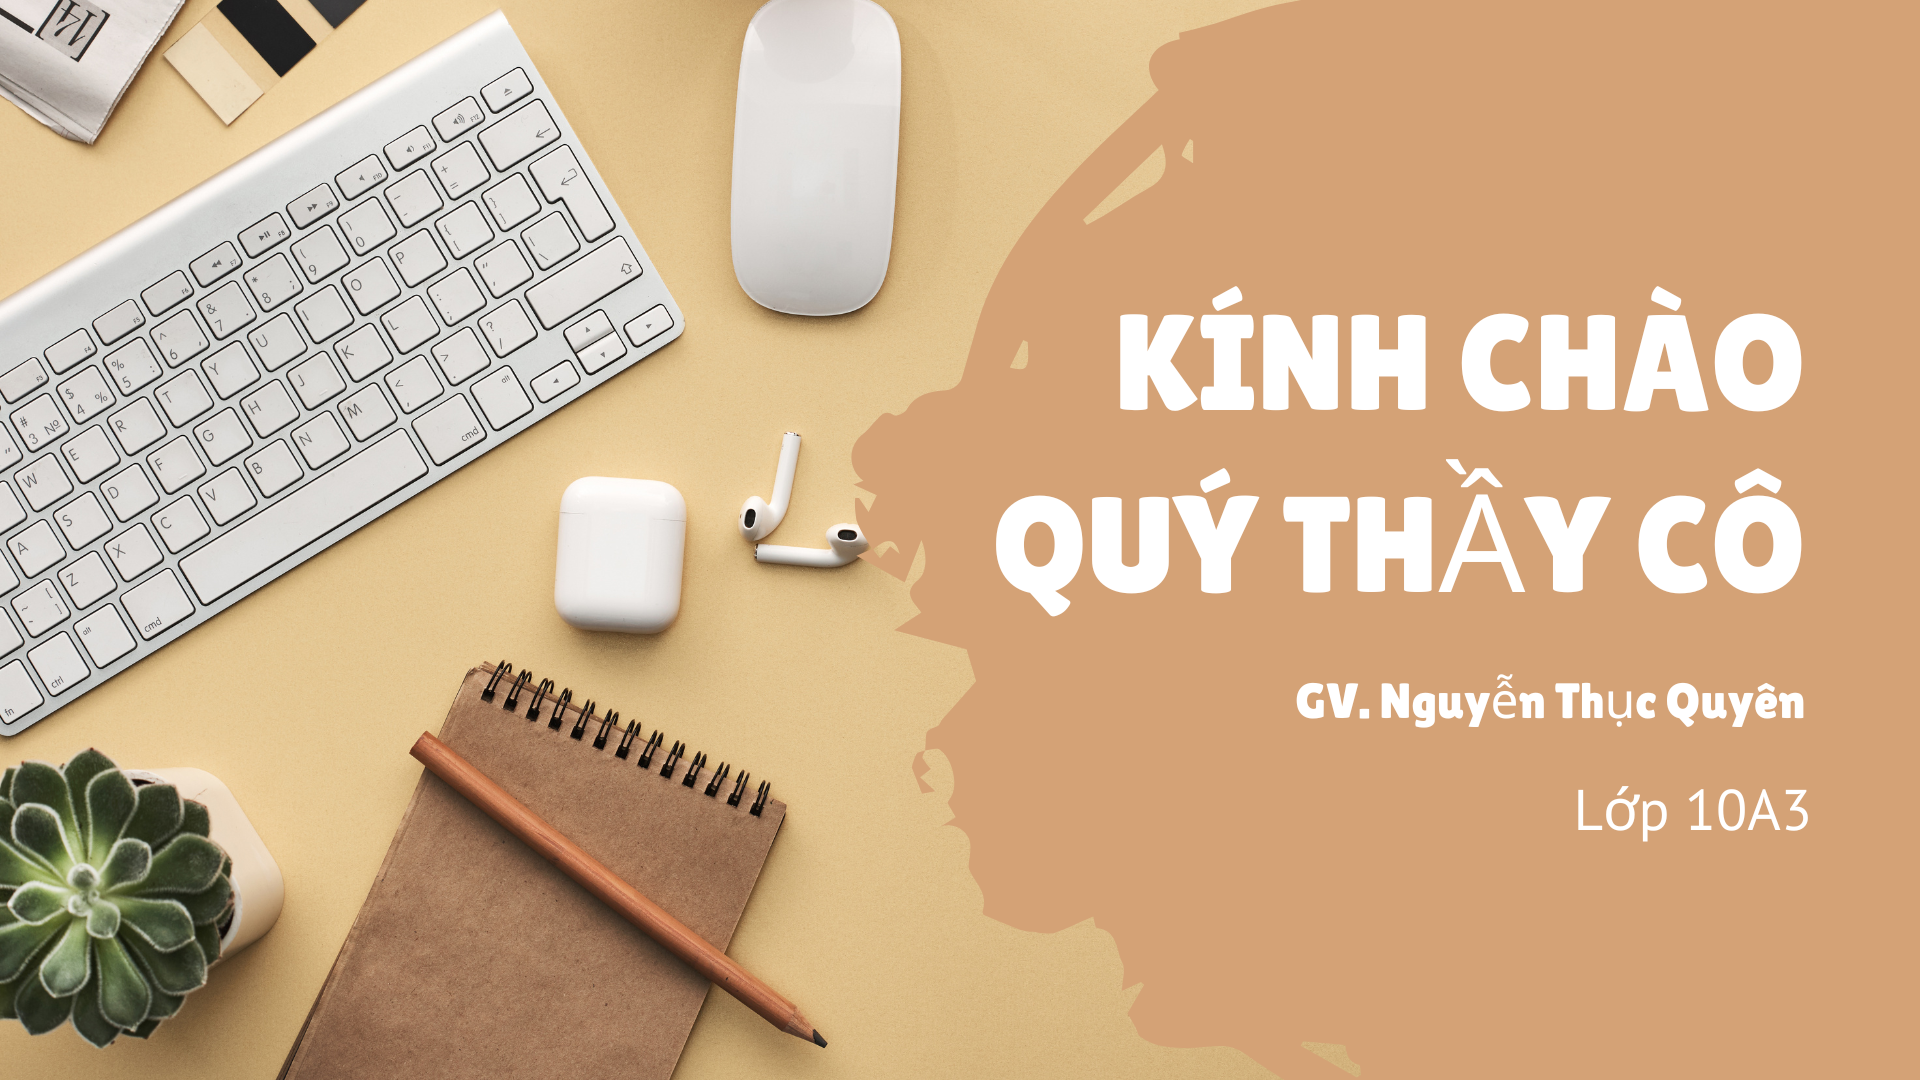 KÍNH CHÀO
QUÝ THẦY CÔ
GV. Nguyễn Thục Quyên
Lớp 10A3